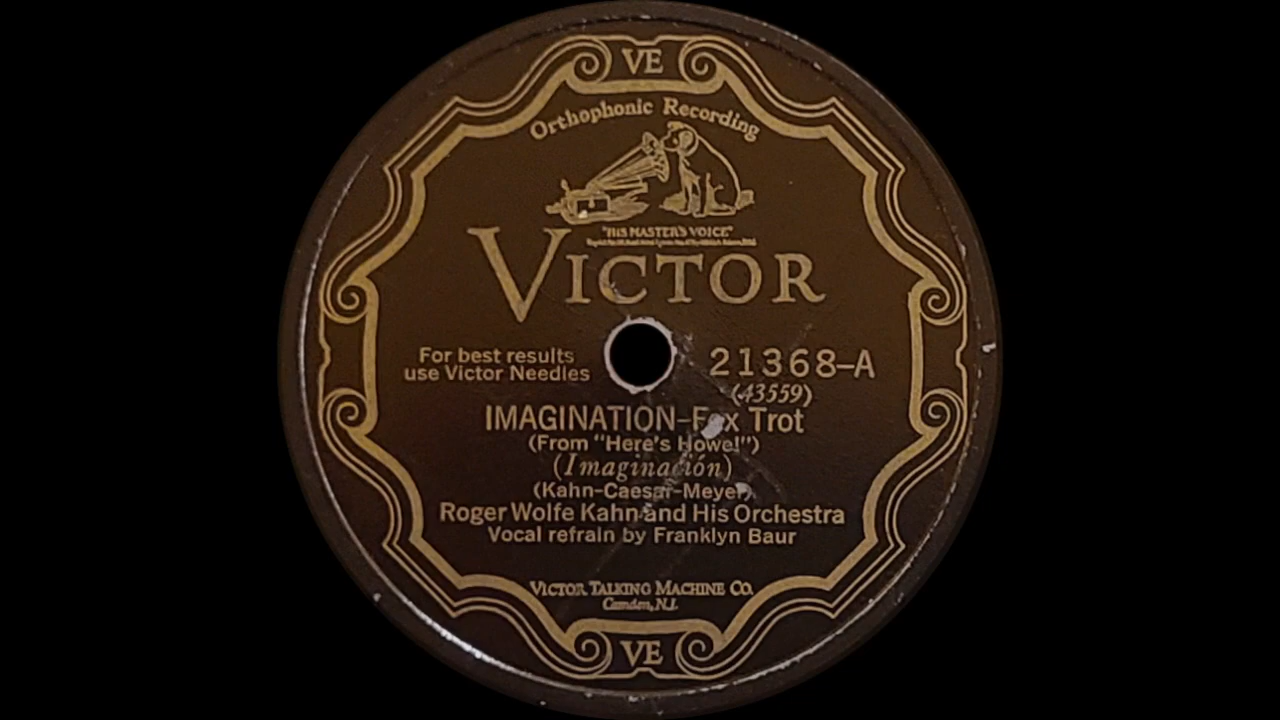 VE
Orthophonic Recording
"HIS MASTER'S VOICE"
VICTOR
For best results
use Victor Needles
21368-A
(43559)
IMAGINATION-Fox Trot
(From "Here's Howe!")
(Imaginación)
(Kahn-Caesar-Meyer)
Roger Wolfe Kahn and His Orchestra
Vocal refrain by Franklyn Baur
VICTOR TALKING MACHINE CO.
Camden, N.J.
VE